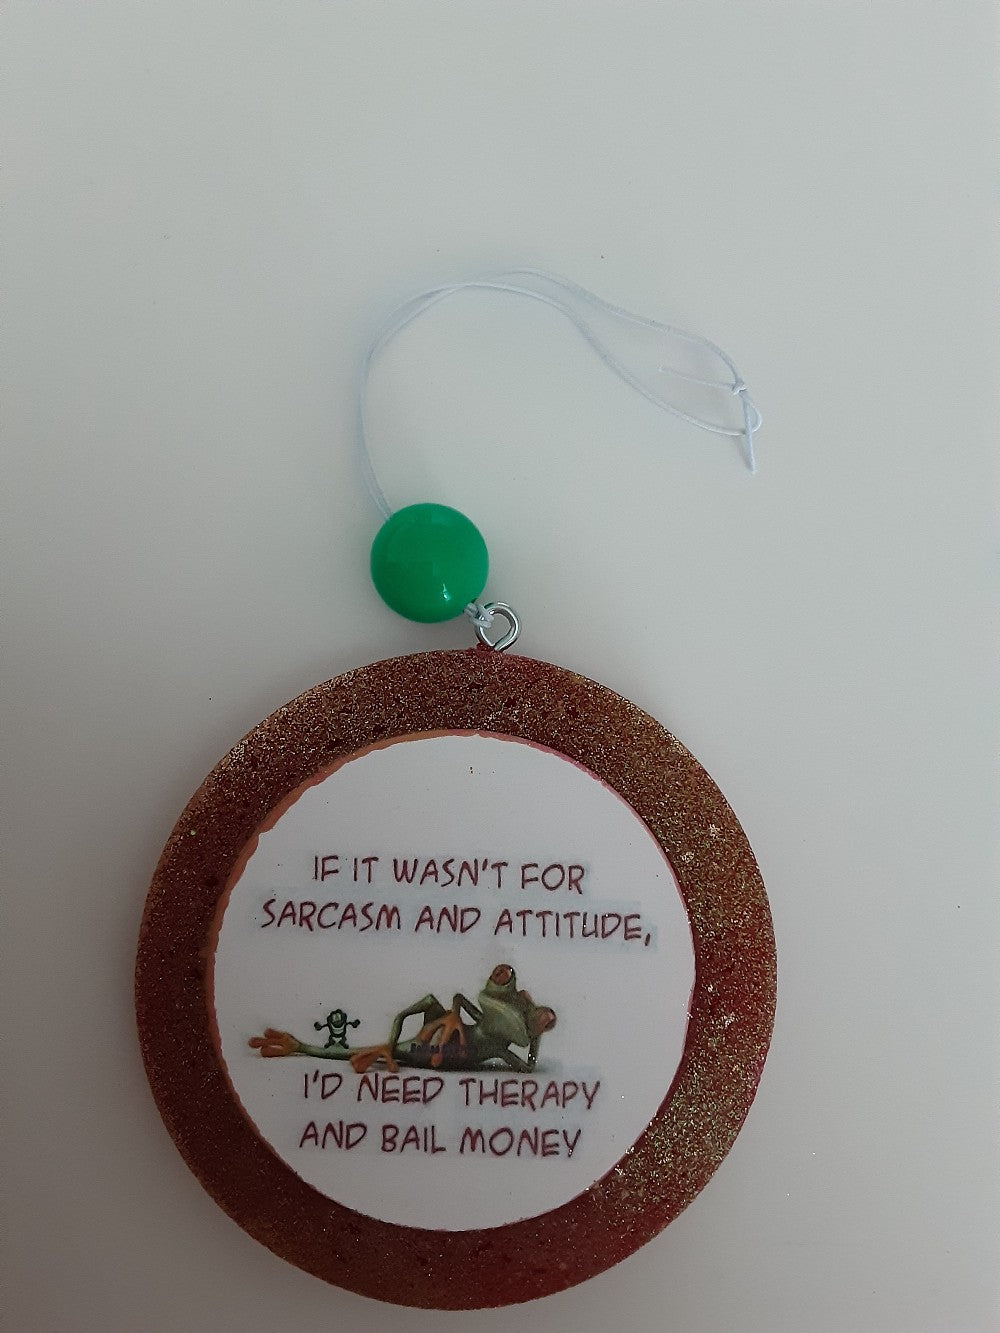 IF IT WASN'T FOR
SARCASM AND ATTITUDE,
I'D NEED THERAPY
AND BAIL MONEY